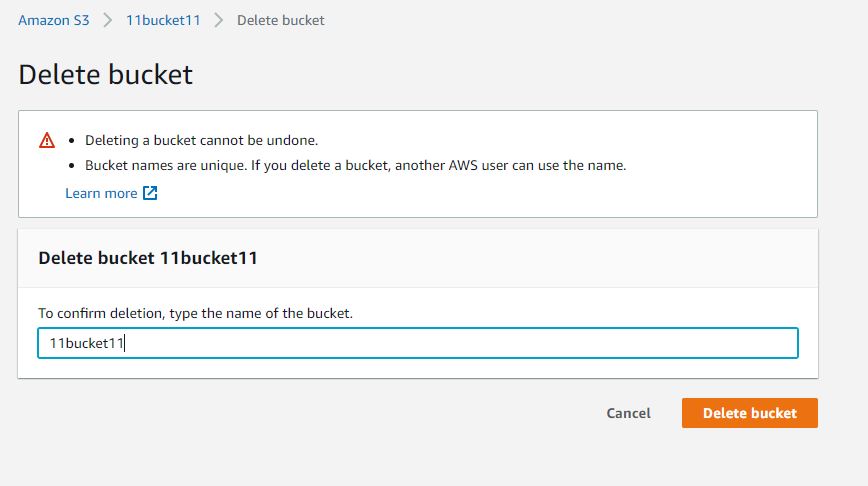 Amazon S3 > 11bucket11 > Delete bucket
Delete bucket
• Deleting a bucket cannot be undone.
• Bucket names are unique. If you delete a bucket, another AWS user can use the name.
Learn more
Delete bucket 11bucket11
To confirm deletion, type the name of the bucket.
11bucket11
Cancel Delete bucket